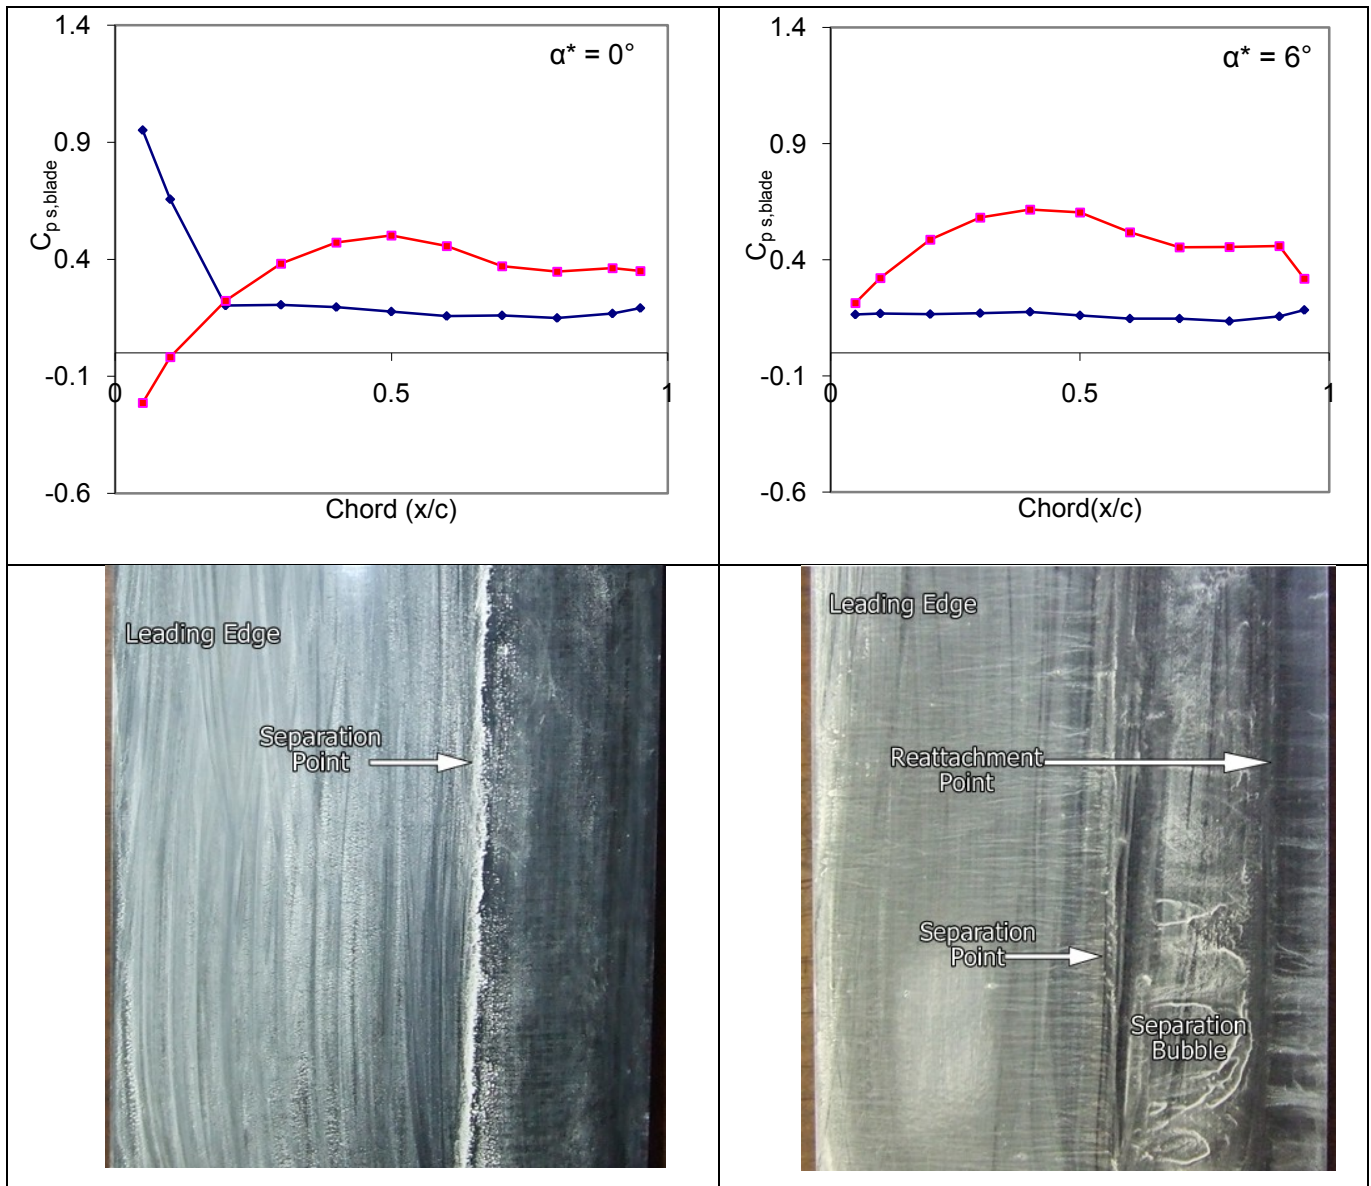 1.4
α* = 0°
0.9
C p s,blade
0.4
-0.1
0
0.5
1
-0.6
Chord (x/c)
1.4
α* = 6°
0.9
C p s,blade
0.4
-0.1
0
0.5
1
-0.6
Chord(x/c)
Leading Edge
Separation
Point
Leading Edge
Reattachment
Point
Separation
Point
Separation
Bubble